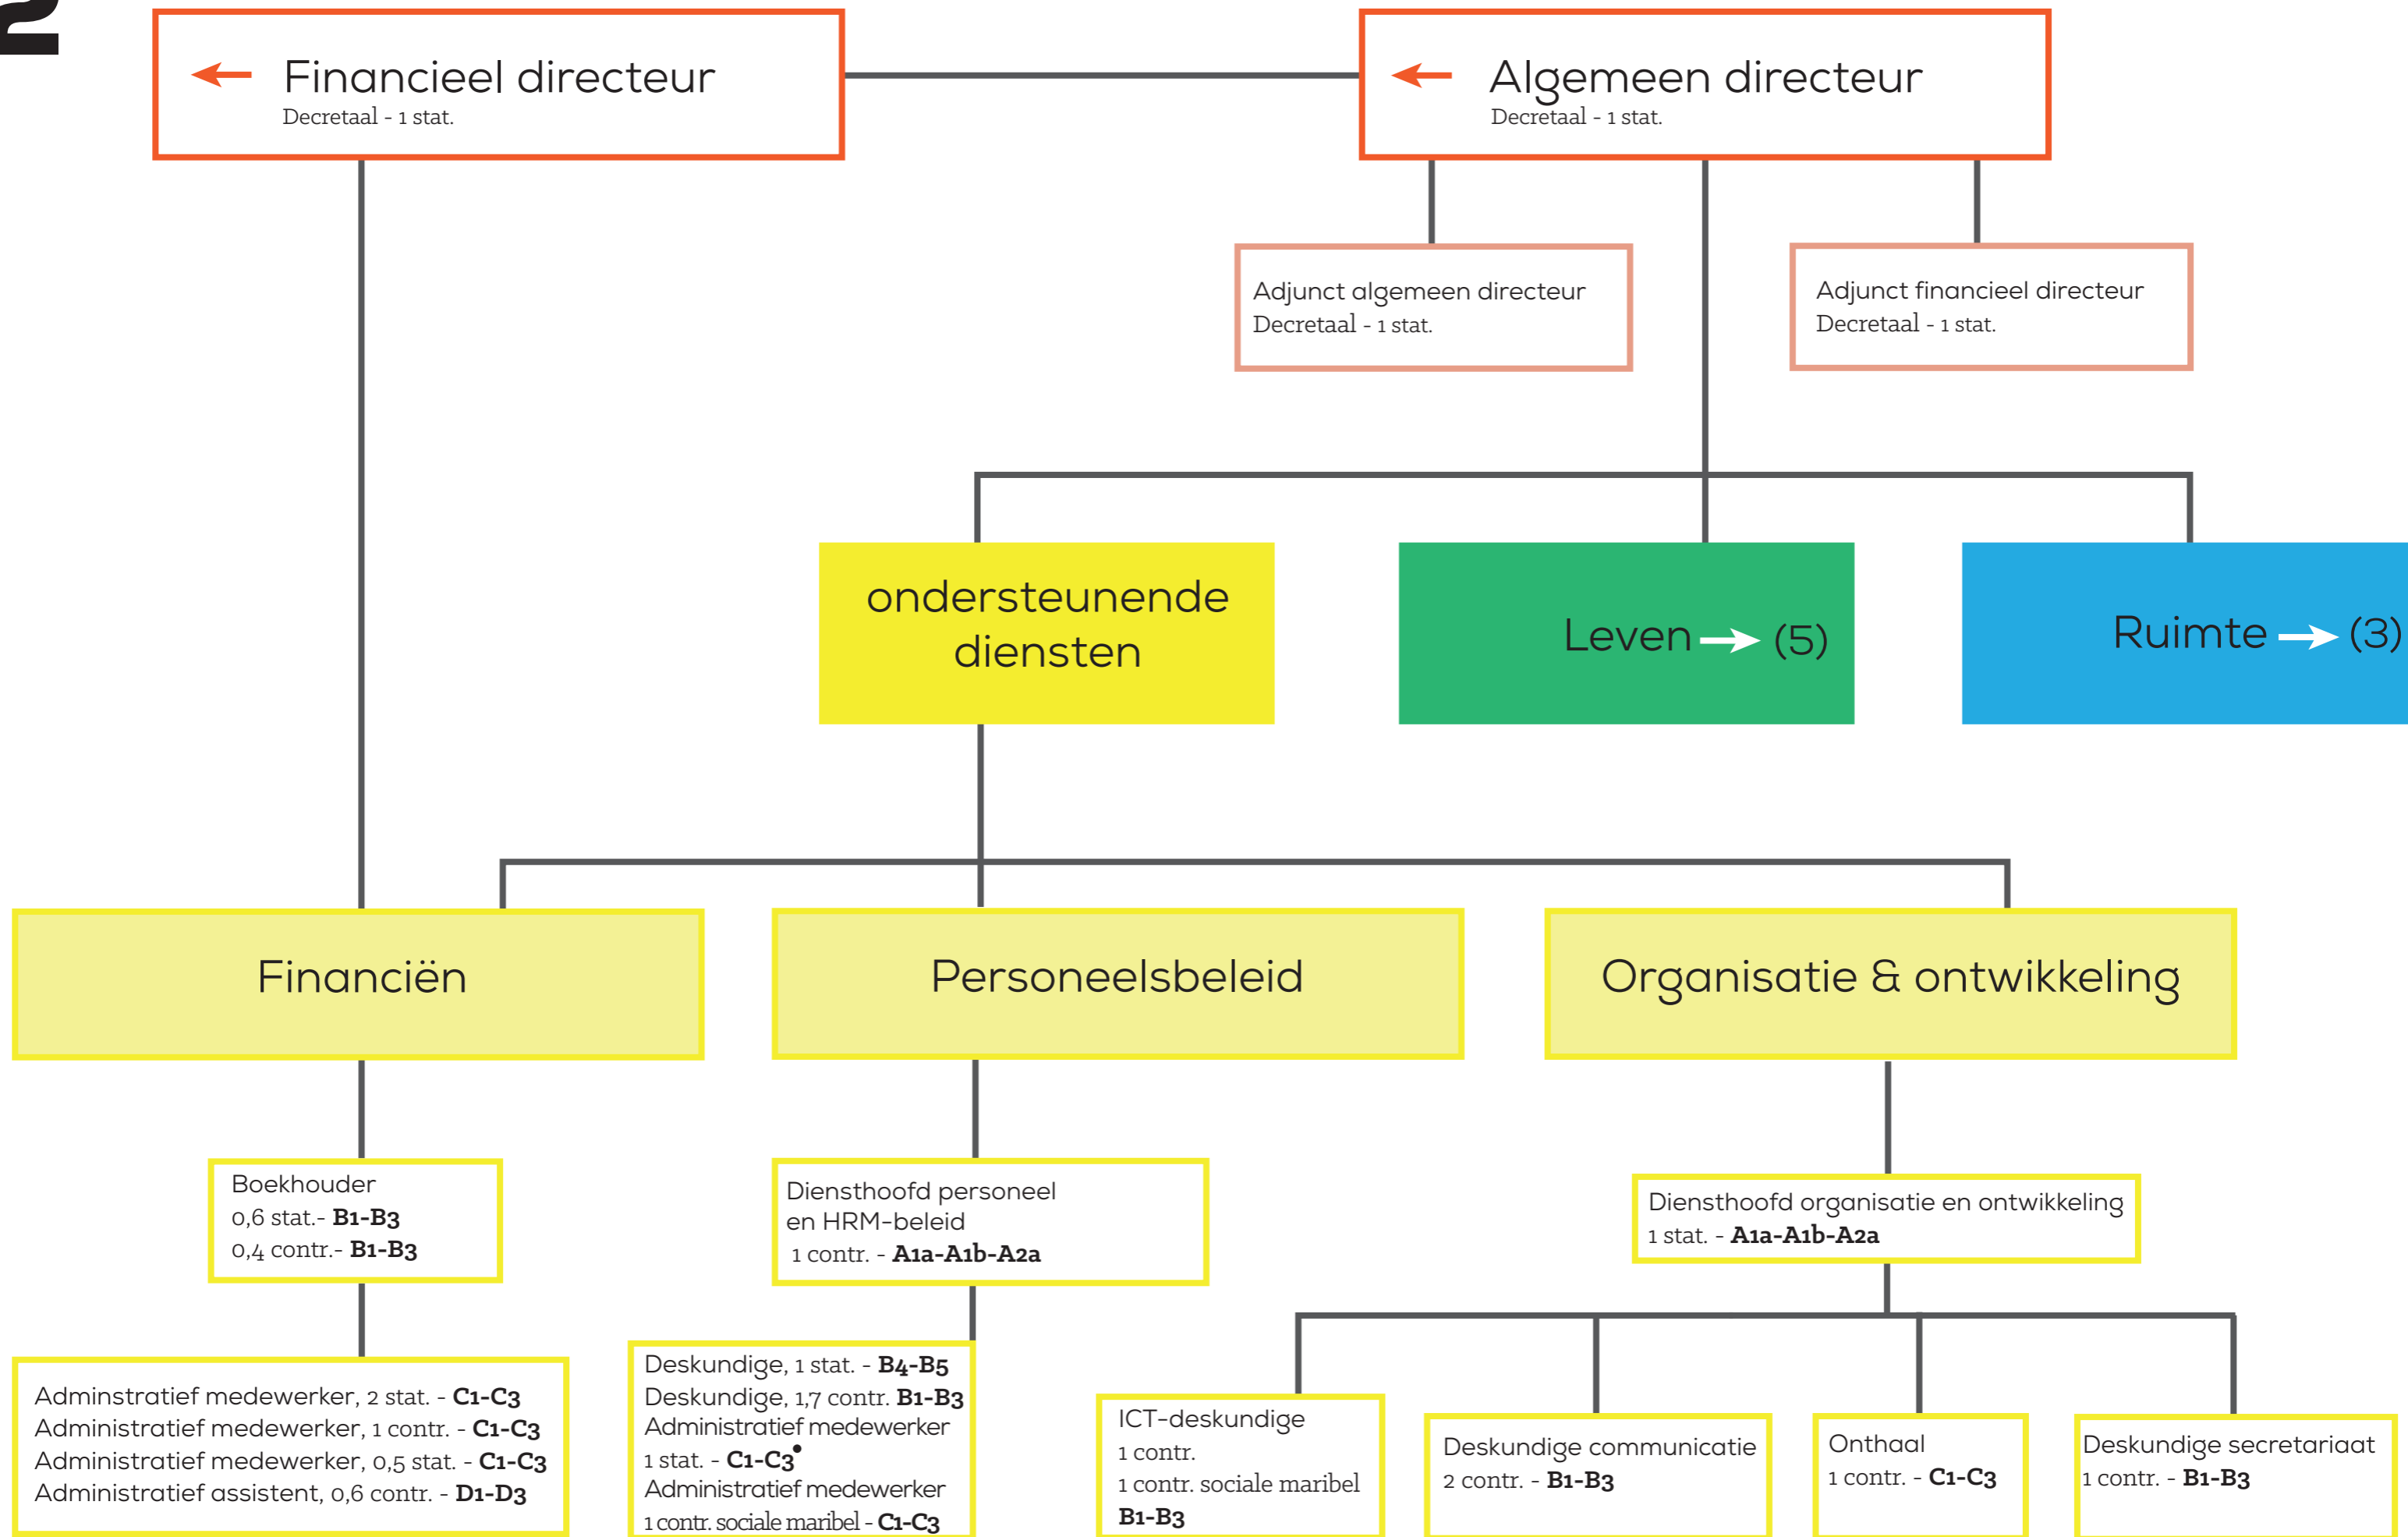 Financieel directeur
Decretaal - 1 stat.
Algemeen directeur
Decretaal - 1 stat.
Adjunct algemeen directeur
Decretaal - 1 stat.
Adjunct financieel directeur
Decretaal - 1 stat.
ondersteunende
diensten
Leven → (5)
Ruimte → (3)
Financiën
Personeelsbeleid
Organisatie & ontwikkeling
Boekhouder
0,6 stat.- B1-B3
0,4 contr.- B1-B3
Diensthoofd personeel
en HRM-beleid
1 contr. - A1a-A1b-A2a
Diensthoofd organisatie en ontwikkeling
1 stat. - A1a-A1b-A2a
Adminstratief medewerker, 2 stat. - C1-C3
Administratief medewerker, 1 contr. - C1-C3
Administratief medewerker, 0,5 stat. - C1-C3
Administratief assistent, 0,6 contr. - D1-D3
Deskundige, 1 stat. - B4-B5
Deskundige, 1,7 contr. B1-B3
Administratief medewerker
1 stat. - C1-C3•
Administratief medewerker
1 contr. sociale maribel - C1-C3
ICT-deskundige
1 contr.
1 contr. sociale maribel
B1-B3
Deskundige communicatie
2 contr. - B1-B3
Onthaal
1 contr. - C1-C3
Deskundige secretariaat
1 contr. - B1-B3